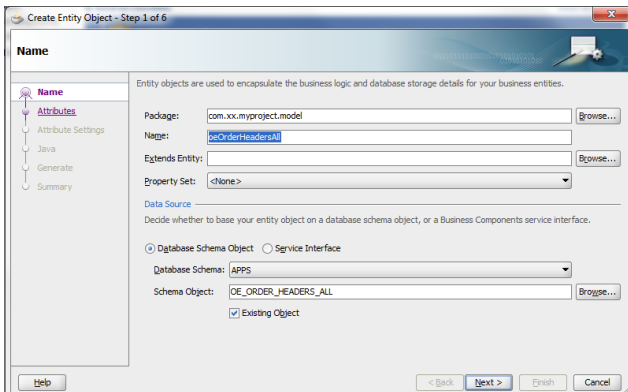 Create Entity Object - Step 1 of 6
Name
Entity objects are used to encapsulate the business logic and database storage details for your business entities.
Name
Attributes
Attribute Settings
Java
Generate
Summary
Package: com.xx.myproject.model Browse...
Name: oeOrderHeadersAll
Extends Entity: Browse...
Property Set: <None>
Data Source
Decide whether to base your entity object on a database schema object, or a Business Components service interface.
Database Schema Object Service Interface
Database Schema: APPS
Schema Object: OE_ORDER_HEADERS_ALL Browse...
Existing Object
Help < Back Next > Finish Cancel